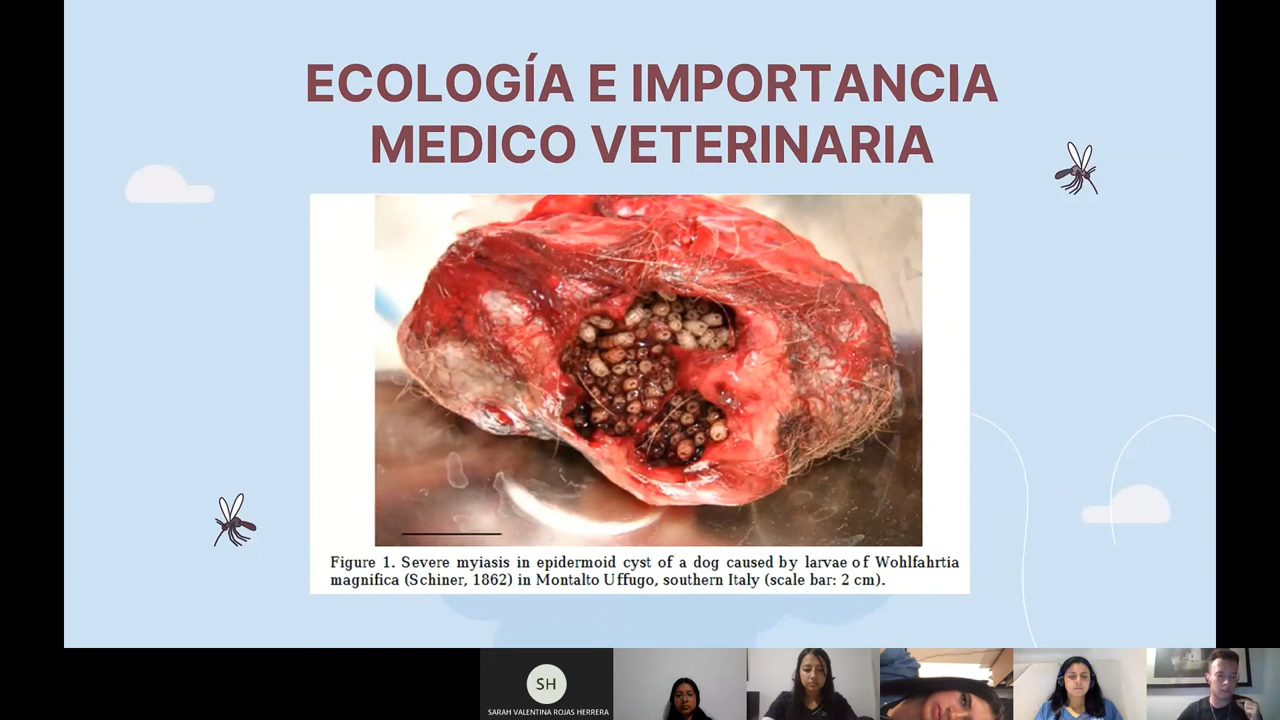 ECOLOGÍA E IMPORTANCIA
MEDICO VETERINARIA
Figure 1. Severe myiasis in epidermoid cyst of a dog caused by larvae of Wohlfahrtia
magnifica (Schiner, 1862) in Montalto Uffugo, southern Italy (scale bar: 2 cm).
SH
SARAH VALENTINA ROJAS HERRERA